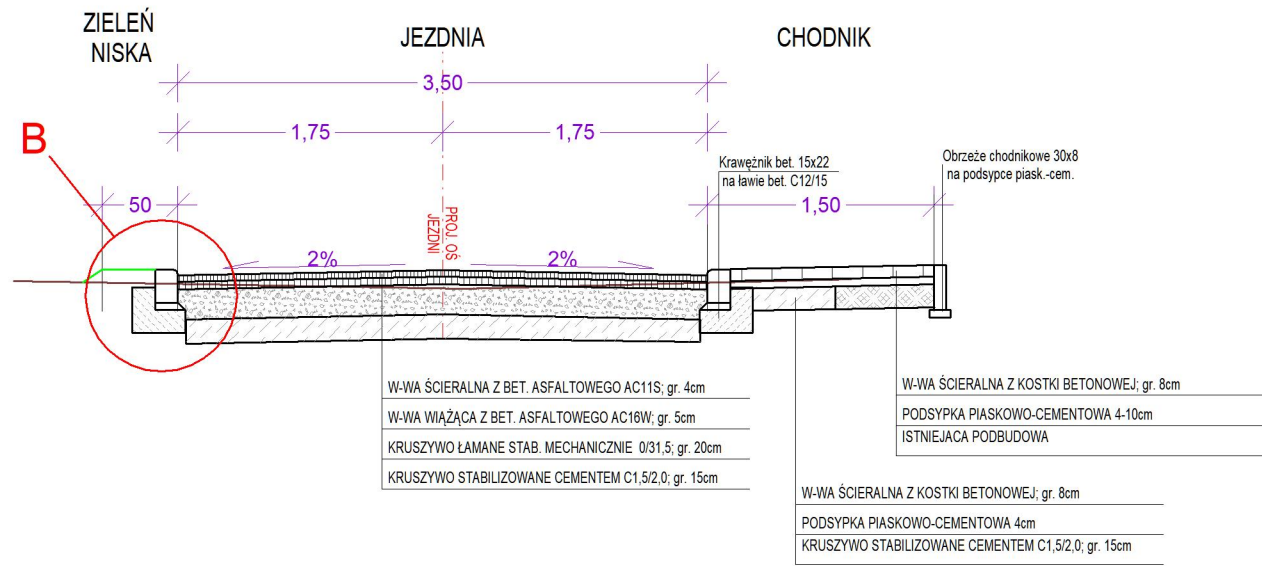 ZIELEŃ
NISKA
JEZDNIA
CHODNIK
3,50
1,75
1,75
B
Krawężnik bet. 15x22
na ławie bet. C12/15
Obrzeże chodnikowe 30x8
na podsypce piask.-cem.
50
1,50
PROJ. OŚ
JEZDNI
2%
2%
W-WA ŚCIERALNA Z BET. ASFALTOWEGO AC11S; gr. 4cm
W-WA WIĄŻĄCA Z BET. ASFALTOWEGO AC16W; gr. 5cm
KRUSZYWO ŁAMANE STAB. MECHANICZNIE 0/31,5; gr. 20cm
KRUSZYWO STABILIZOWANE CEMENTEM C1,5/2,0; gr. 15cm
W-WA ŚCIERALNA Z KOSTKI BETONOWEJ; gr. 8cm
PODSYPKA PIASKOWO-CEMENTOWA 4-10cm
ISTNIEJACA PODBUDOWA
W-WA ŚCIERALNA Z KOSTKI BETONOWEJ; gr. 8cm
PODSYPKA PIASKOWO-CEMENTOWA 4cm
KRUSZYWO STABILIZOWANE CEMENTEM C1,5/2,0; gr. 15cm